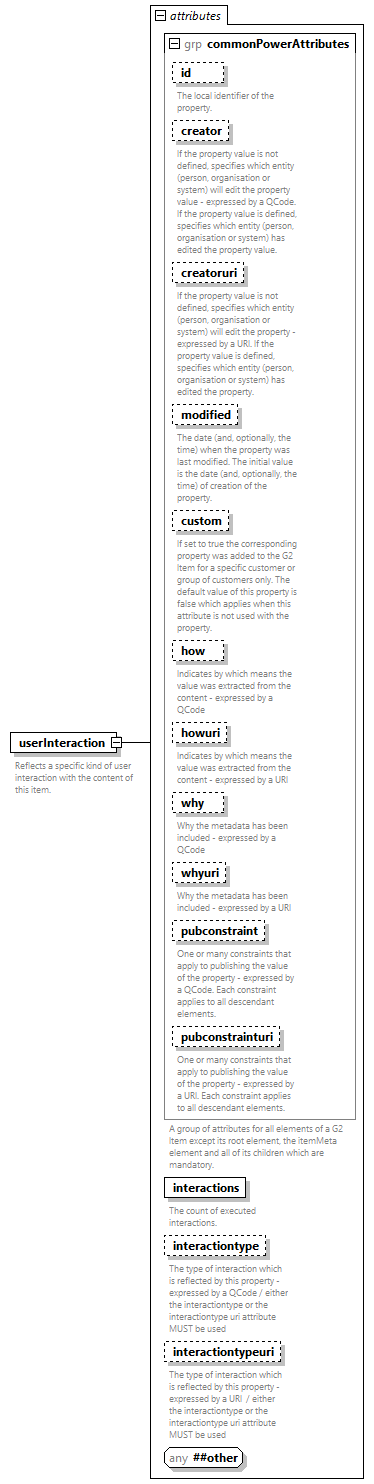 attributes
grp commonPowerAttributes
id
The local identifier of the
property.
creator
If the property value is not
defined, specifies which entity
(person, organisation or
system) will edit the property
value - expressed by a QCode.
If the property value is defined,
specifies which entity (person,
organisation or system) has
edited the property value.
creatoruri
If the property value is not
defined, specifies which entity
(person, organisation or
system) will edit the property -
expressed by a URI. If the
property value is defined,
specifies which entity (person,
organisation or system) has
edited the property.
modified
The date (and, optionally, the
time) when the property was
last modified. The initial value
is the date (and, optionally, the
time) of creation of the
property.
custom
If set to true the corresponding
property was added to the G2
Item for a specific customer or
group of customers only. The
default value of this property is
false which applies when this
attribute is not used with the
property.
how
Indicates by which means the
value was extracted from the
content - expressed by a
QCode
howuri
Indicates by which means the
value was extracted from the
content - expressed by a URI
why
Why the metadata has been
included - expressed by a
QCode
whyuri
Why the metadata has been
included - expressed by a URI
pubconstraint
One or many constraints that
apply to publishing the value
of the property - expressed by
a QCode. Each constraint
applies to all descendant
elements.
pubconstrainturi
One or many constraints that
apply to publishing the value
of the property - expressed by
a URI. Each constraint applies
to all descendant elements.
A group of attributes for all elements of a G2
Item except its root element, the itemMeta
element and all of its children which are
mandatory.
interactions
The count of executed
interactions.
interactiontype
The type of interaction which
is reflected by this property -
expressed by a QCode / either
the interactiontype or the
interactiontype uri attribute
MUST be used
interactiontypeuri
The type of interaction which
is reflected by this property -
expressed by a URI / either
the interactiontype or the
interactiontype uri attribute
MUST be used
any ##other
userInteraction
Reflects a specific kind of user
interaction with the content of
this item.